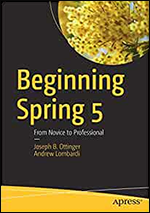 Beginning
Spring 5
From Novice to Professional
Joseph B. Ottinger
Andrew Lombardi
Apress®